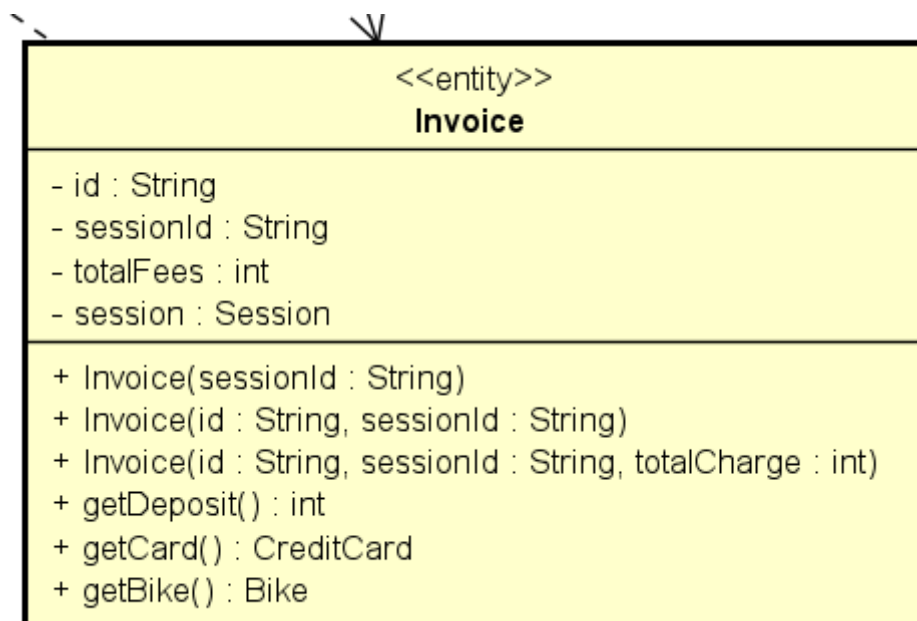 <<entity>>
Invoice
- id : String
- sessionId : String
- totalFees : int
- session : Session
+ Invoice(sessionId : String)
+ Invoice(id : String, sessionId : String)
+ Invoice(id : String, sessionId : String, totalCharge : int)
+ getDeposit() : int
+ getCard() : CreditCard
+ getBike() : Bike